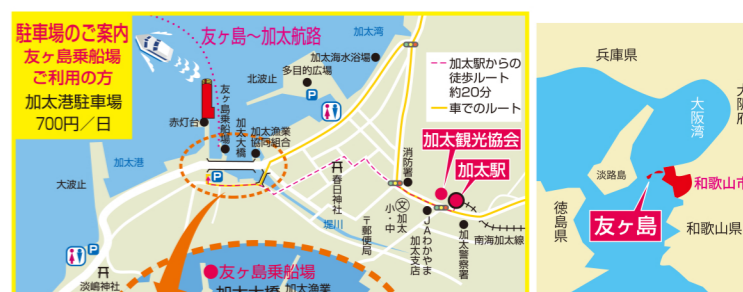 駐車場のご案内
友ヶ島乗船場
ご利用の方
加太港駐車場
700円／日
友ヶ島～加太航路
加太湾
加太海水浴場
多目的広場
北波止
P
友ヶ島乗船場
赤灯台
加太大橋
加太漁業
協同組合
加太港
大波止
P
春日神社
堀川
消防署
加太駅からの
徒歩ルート
約20分
車でのルート
加太観光協会
加太駅
文
加太
小・中
〒郵便局
JAわかやま
加太支店
加太警察署
南海加太線
P
淡嶋神社
友ヶ島乗船場
加太大橋
加太漁業
兵庫県
大阪湾
大阪府
淡路島
和歌山市
友ヶ島
徳島県
和歌山県